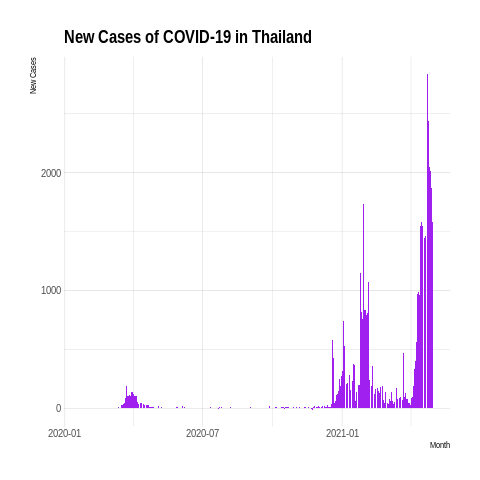 New Cases of COVID-19 in Thailand
New Cases
2000
1000
0
2020-01
2020-07
2021-01
Month